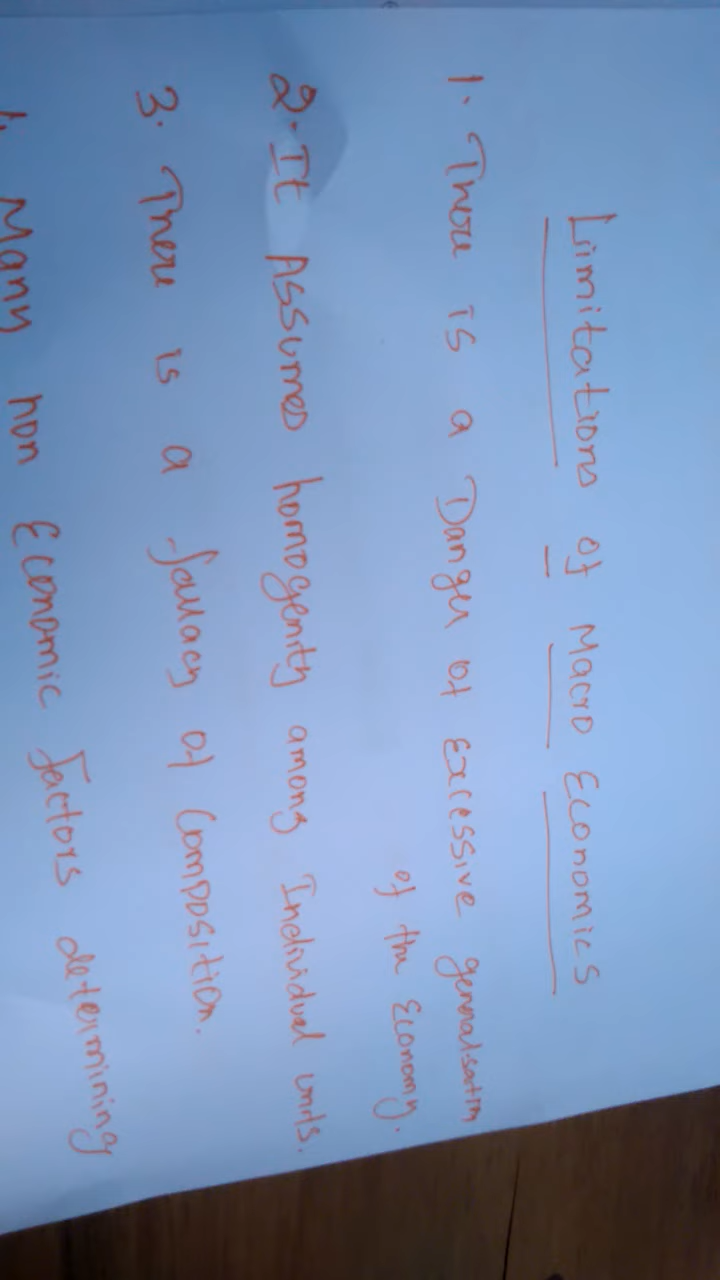 Limitations of Macro Economics
1. There is a Danger of Excessive generalisation
of the Economy.
2. It Assumes homogenity among Individual units.
3. There is a fallacy of Composition.
Many non Economic factors determining